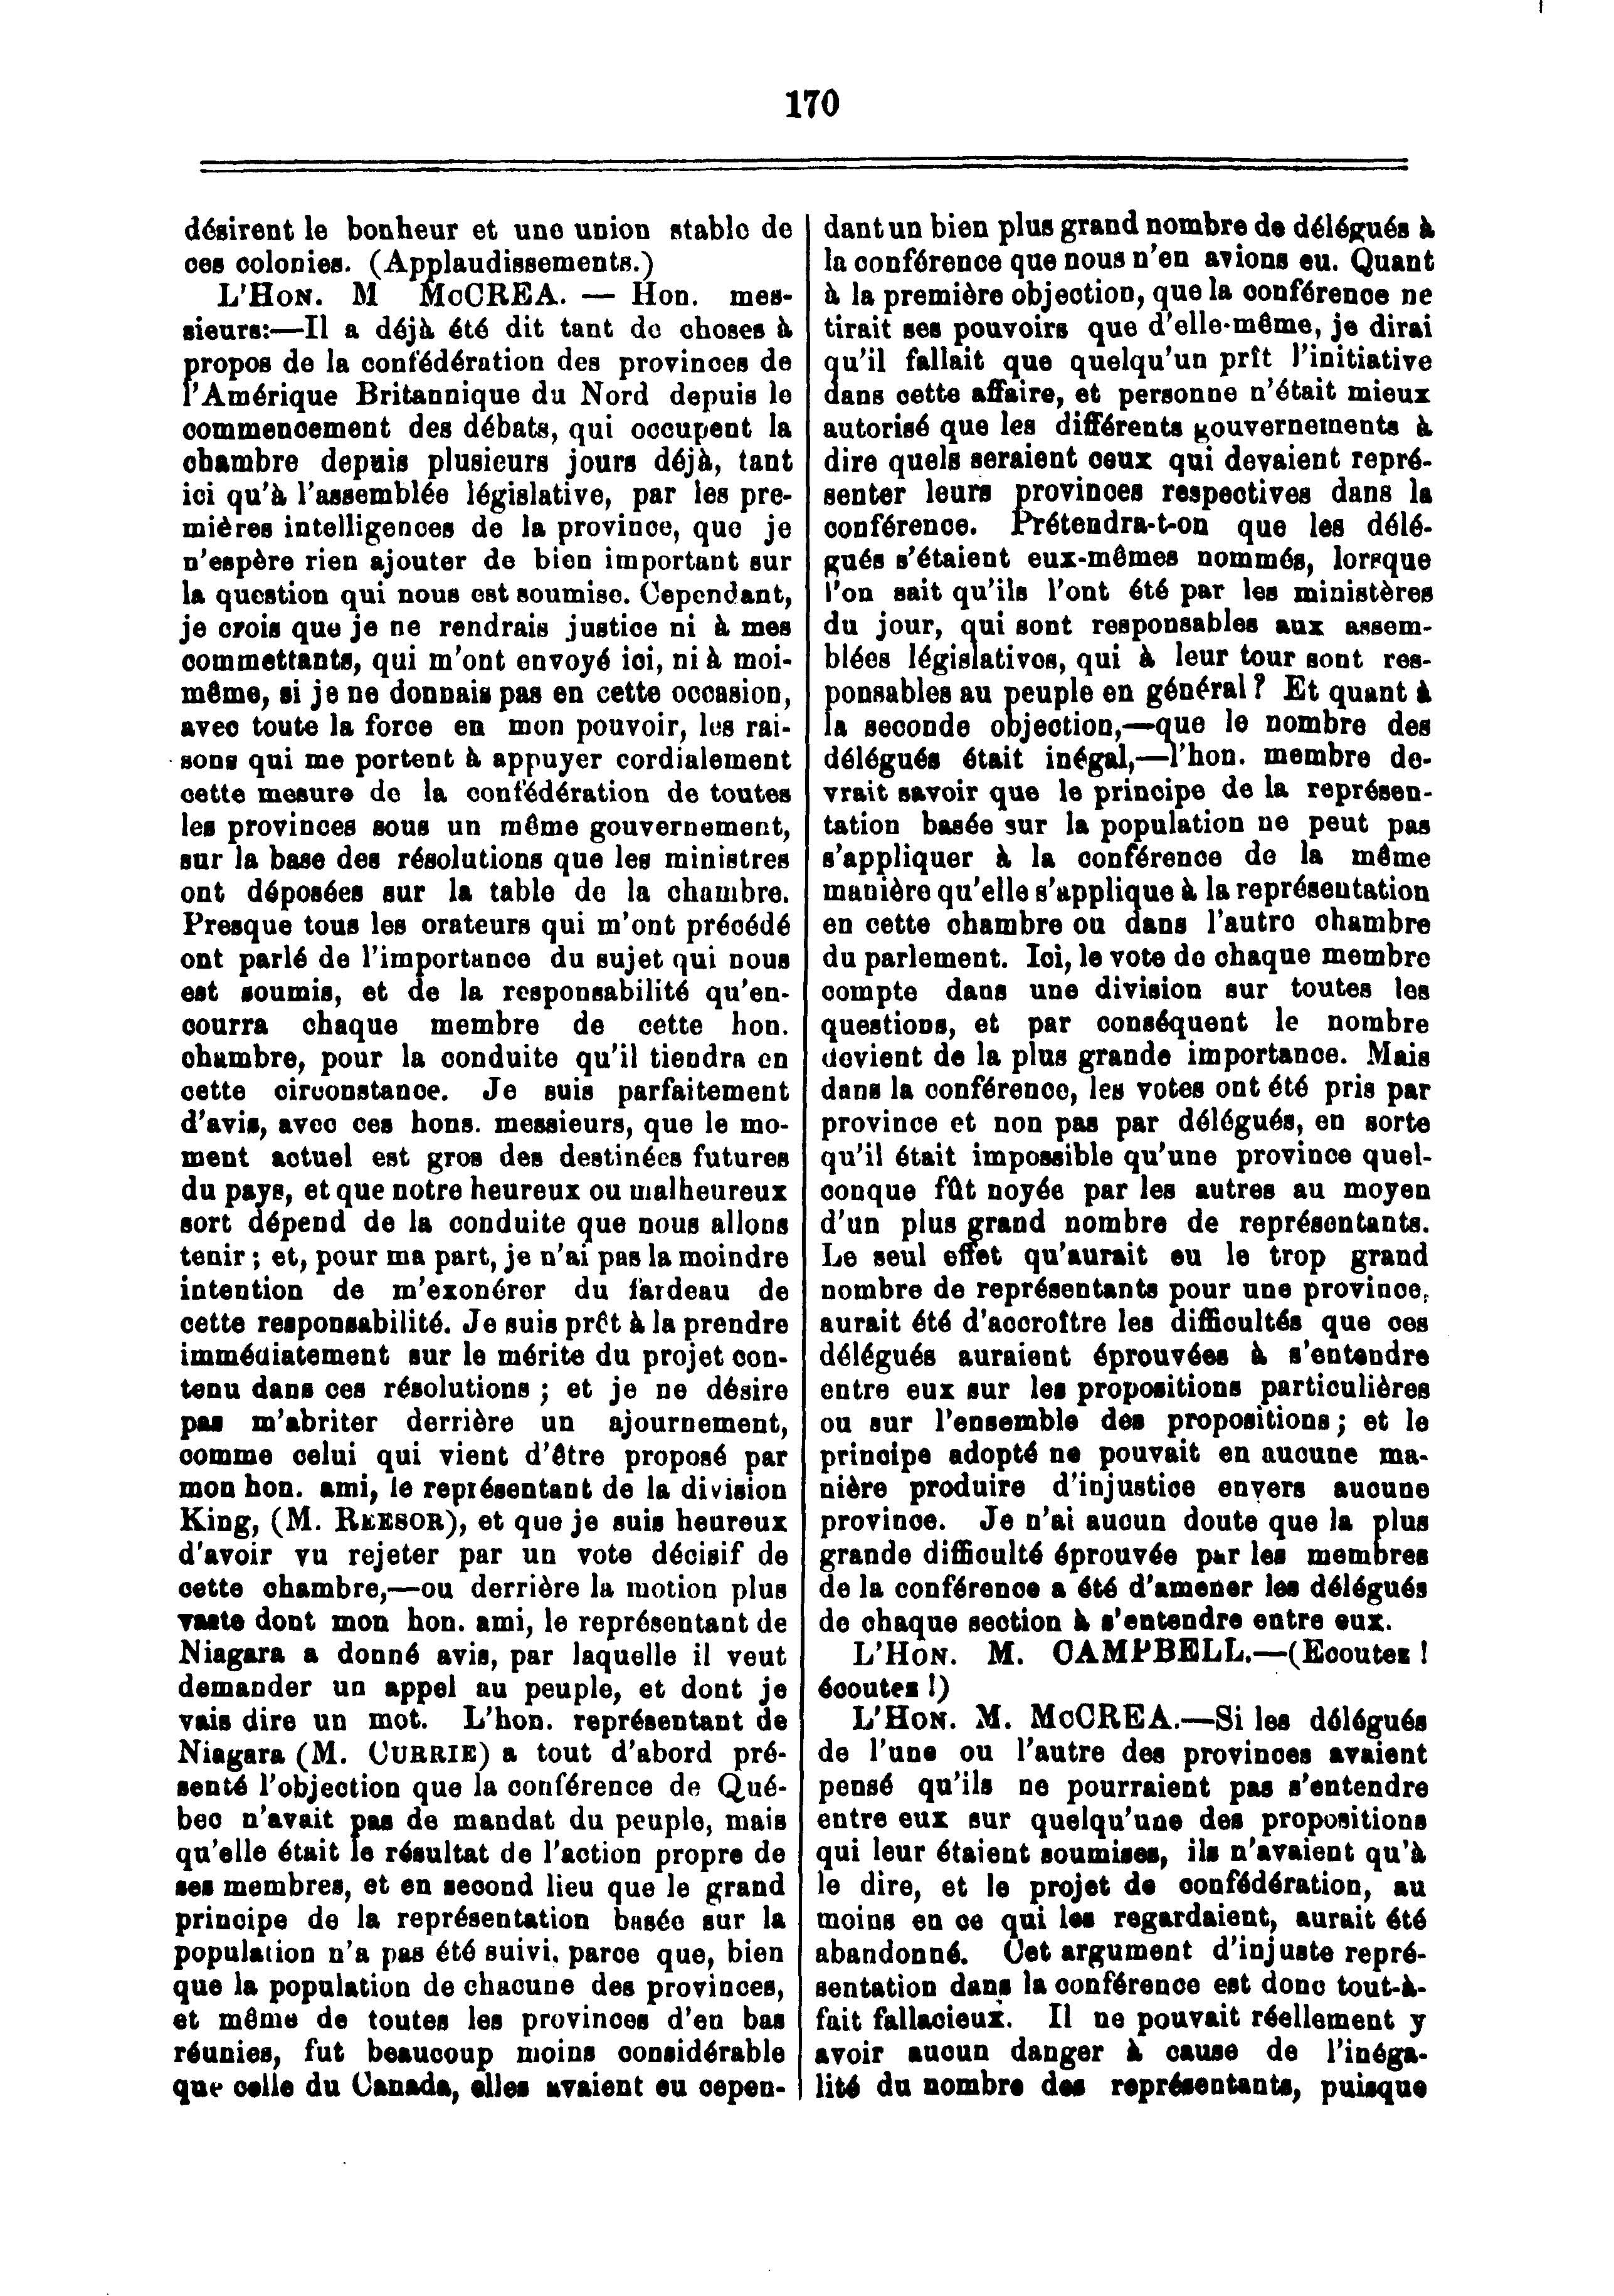 170
désirent le bonheur et une union stable de
ces colonies. (Applaudissements.)
L'HON. M McCREA. — Hon. mes-
sieurs:—Il a déjà été dit tant de choses à
propos de la confédération des provinces de
l'Amérique Britannique du Nord depuis le
commencement des débats, qui occupent la
chambre depuis plusieurs jours déjà, tant
ici qu'à l'assemblée législative, par les pre-
mières intelligences de la province, que je
n'espère rien ajouter de bien important sur
la question qui nous est soumise. Cependant,
je crois que je ne rendrais justice ni à mes
commettants, qui m'ont envoyé ici, ni à moi-
même, si je ne donnais pas en cette occasion,
avec toute la force en mon pouvoir, les rai-
sons qui me portent à appuyer cordialement
cette mesure de la confédération de toutes
les provinces sous un même gouvernement,
sur la base des résolutions que les ministres
ont déposées sur la table de la chambre.
Presque tous les orateurs qui m'ont précédé
ont parlé de l'importance du sujet qui nous
est soumis, et de la responsabilité qu'en-
courra chaque membre de cette hon.
chambre, pour la conduite qu'il tiendra en
cette circonstance. Je suis parfaitement
d'avis, avec ces hons. messieurs, que le mo-
ment actuel est gros des destinées futures
du pays, et que notre heureux ou malheureux
sort dépend de la conduite que nous allons
tenir ; et, pour ma part, je n'ai pas la moindre
intention de m'exonérer du fardeau de
cette responsabilité. Je suis prêt à la prendre
immédiatement sur le mérite du projet con-
tenu dans ces résolutions ; et je ne désire
pas m'abriter derrière un ajournement,
comme celui qui vient d'être proposé par
mon hon. ami, le représentant de la division
King, (M. REESOR), et que je suis heureux
d'avoir vu rejeter par un vote décisif de
cette chambre,—ou derrière la motion plus
vaste dont mon hon. ami, le représentant de
Niagara a donné avis, par laquelle il veut
demander un appel au peuple, et dont je
vais dire un mot. L'hon. représentant de
Niagara (M. CURRIE) a tout d'abord pré-
senté l'objection que la conférence de Qué-
bec n'avait pas de mandat du peuple, mais
qu'elle était le résultat de l'action propre de
ses membres, et en second lieu que le grand
principe de la représentation basée sur la
population n'a pas été suivi, parce que, bien
que la population de chacune des provinces,
et même de toutes les provinces d'en bas
réunies, fut beaucoup moins considérable
que celle du Canada, elles avaient eu cepen-
dant un bien plus grand nombre de délégués à
la conférence que nous n'en avions eu. Quant
à la première objection, que la conférence ne
tirait ses pouvoirs que d'elle-même, je dirai
qu'il fallait que quelqu'un prît l'initiative
dans cette affaire, et personne n'était mieux
autorisé que les différents gouvernements à
dire quels seraient ceux qui devaient repré-
senter leurs provinces respectives dans la
conférence. Prétendra-t-on que les délé-
gués s'étaient eux-mêmes nommés, lorsque
l'on sait qu'ils l'ont été par les ministères
du jour, qui sont responsables aux assem-
blées législatives, qui à leur tour sont res-
ponsables au peuple en général ? Et quant à
la seconde objection,—que le nombre des
délégués était inégal,—l'hon. membre de-
vrait savoir que le principe de la représen-
tation basée sur la population ne peut pas
s'appliquer à la conférence de la même
manière qu'elle s'applique à la représentation
en cette chambre ou dans l'autre chambre
du parlement. Ici, le vote de chaque membre
compte dans une division sur toutes les
questions, et par conséquent le nombre
devient de la plus grande importance. Mais
dans la conférence, les votes ont été pris par
province et non pas par délégués, en sorte
qu'il était impossible qu'une province quel-
conque fût noyée par les autres au moyen
d'un plus grand nombre de représentants.
Le seul effet qu'aurait eu le trop grand
nombre de représentants pour une province,
aurait été d'accroître les difficultés que ces
délégués auraient éprouvées à s'entendre
entre eux sur les propositions particulières
ou sur l'ensemble des propositions ; et le
principe adopté ne pouvait en aucune ma-
nière produire d'injustice envers aucune
province. Je n'ai aucun doute que la plus
grande difficulté éprouvée par les membres
de la conférence a été d'amener les délégués
de chaque section à s'entendre entre eux.
L'HON. M. CAMPBELL.—(Ecoutez !
écoutez !)
L'HON. M. McCREA.—Si les délégués
de l'une ou l'autre des provinces avaient
pensé qu'ils ne pourraient pas s'entendre
entre eux sur quelqu'une des propositions
qui leur étaient soumises, ils n'avaient qu'à
le dire, et le projet de confédération, au
moins en ce qui les regardaient, aurait été
abandonné. Cet argument d'injuste repré-
sentation dans la conférence est donc tout-à-
fait fallacieux. Il ne pouvait réellement y
avoir aucun danger à cause de l'inéga-
lité du nombre des représentants, puisque